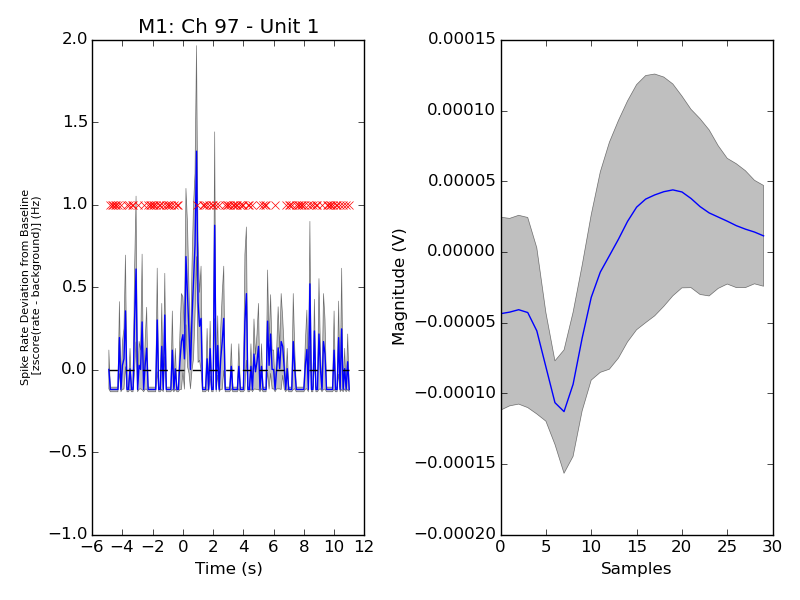 M1: Ch 97 - Unit 1
Spike Rate Deviation from Baseline
[zscore(rate - background)] (Hz)
2.0
1.5
1.0
0.5
0.0
−0.5
−1.0
−6 −4 −2 0 2 4 6 8 10 12
Time (s)
Magnitude (V)
0.00015
0.00010
0.00005
0.00000
−0.00005
−0.00010
−0.00015
−0.00020
0 5 10 15 20 25 30
Samples